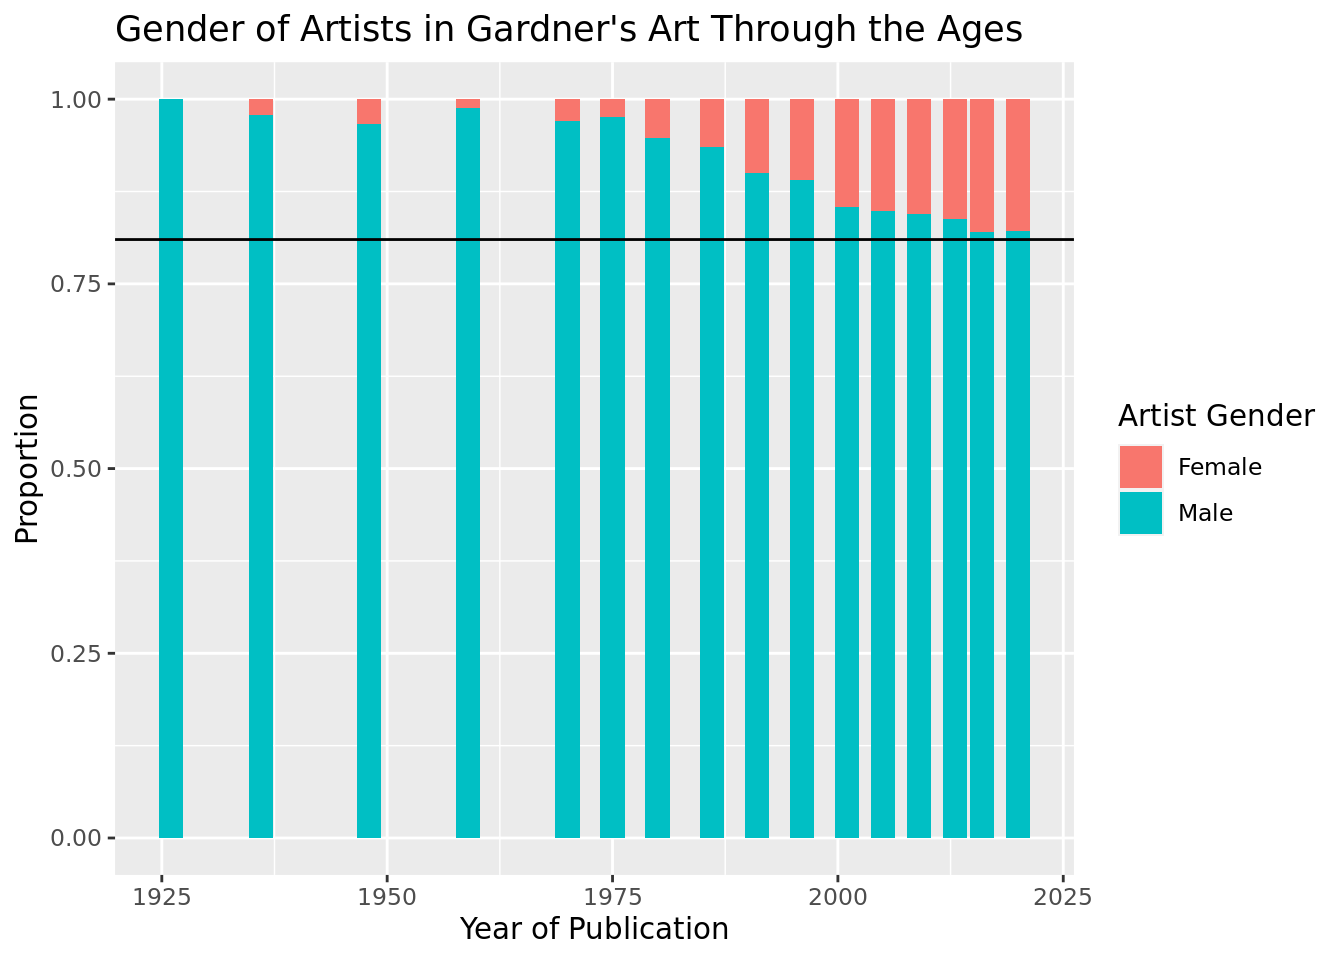 Gender of Artists in Gardner's Art Through the Ages
1.00
0.75
0.50
0.25
0.00
Proportion
1925
1950
1975
2000
2025
Year of Publication
Artist Gender
Female
Male